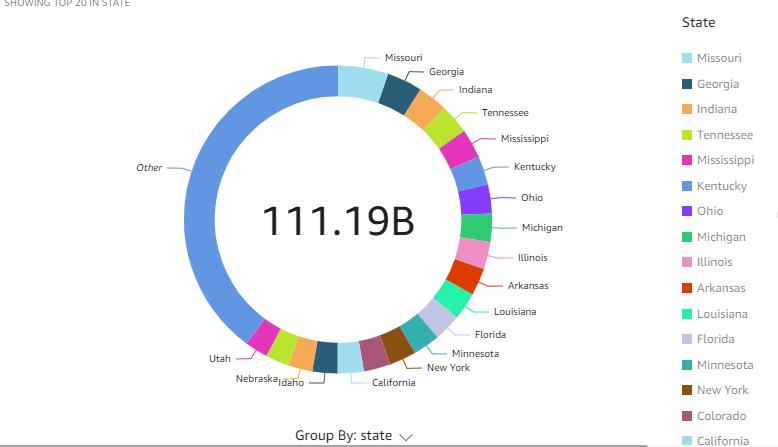 SHOWING TOP 20 IN STATE
State
Missouri
Georgia
Indiana
Tennessee
Mississippi
Kentucky
Ohio
Michigan
Illinois
Arkansas
Louisiana
Florida
Minnesota
New York
California
Idaho
Nebraska
Utah
Other
111.19B
Group By: state
Missouri
Georgia
Indiana
Tennessee
Mississippi
Kentucky
Ohio
Michigan
Illinois
Arkansas
Louisiana
Florida
Minnesota
New York
Colorado
California